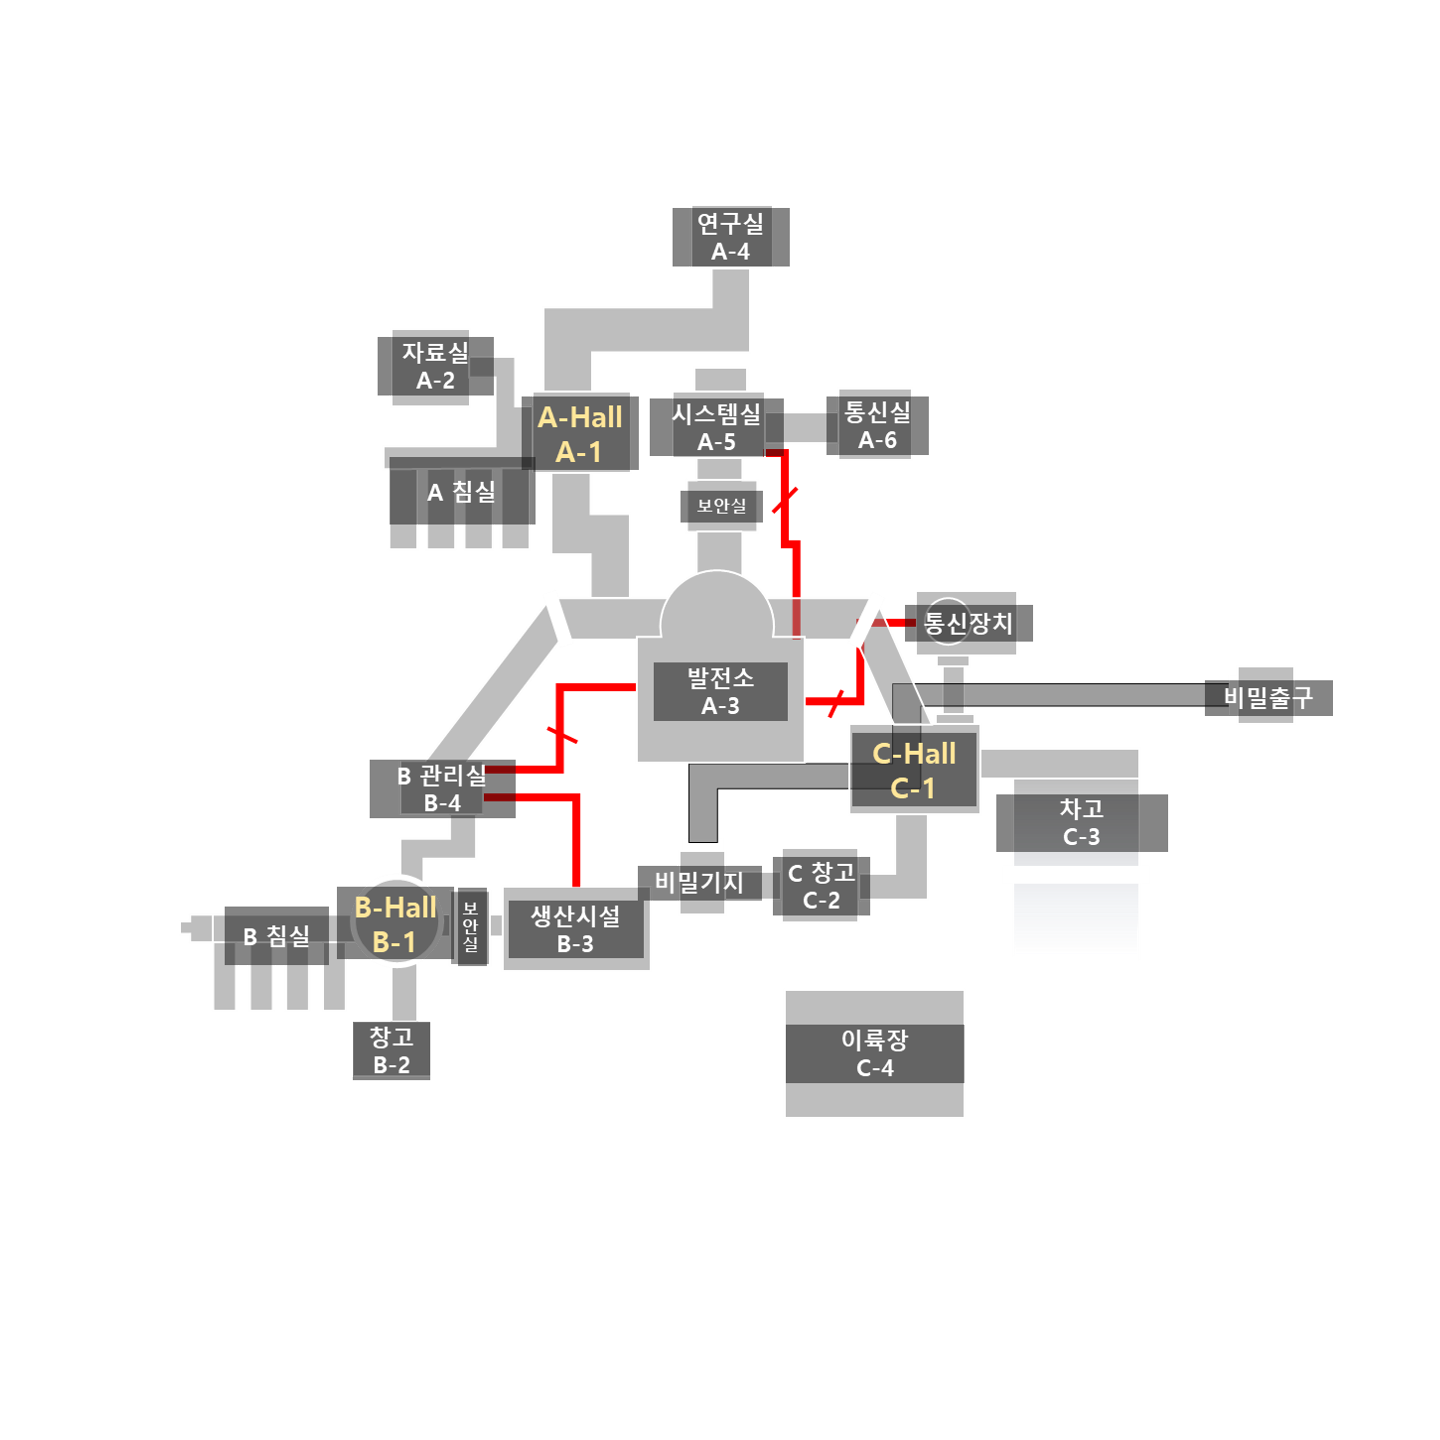 연구실
A-4
자료실
A-2
A-Hall
A-1
시스템실
A-5
통신실
A-6
A 침실
보안실
통신장치
발전소
A-3
비밀출구
B 관리실
B-4
C-Hall
C-1
차고
C-3
비밀기지
C 창고
C-2
B-Hall
B-1
보
안
실
생산시설
B-3
B 침실
창고
B-2
이륙장
C-4